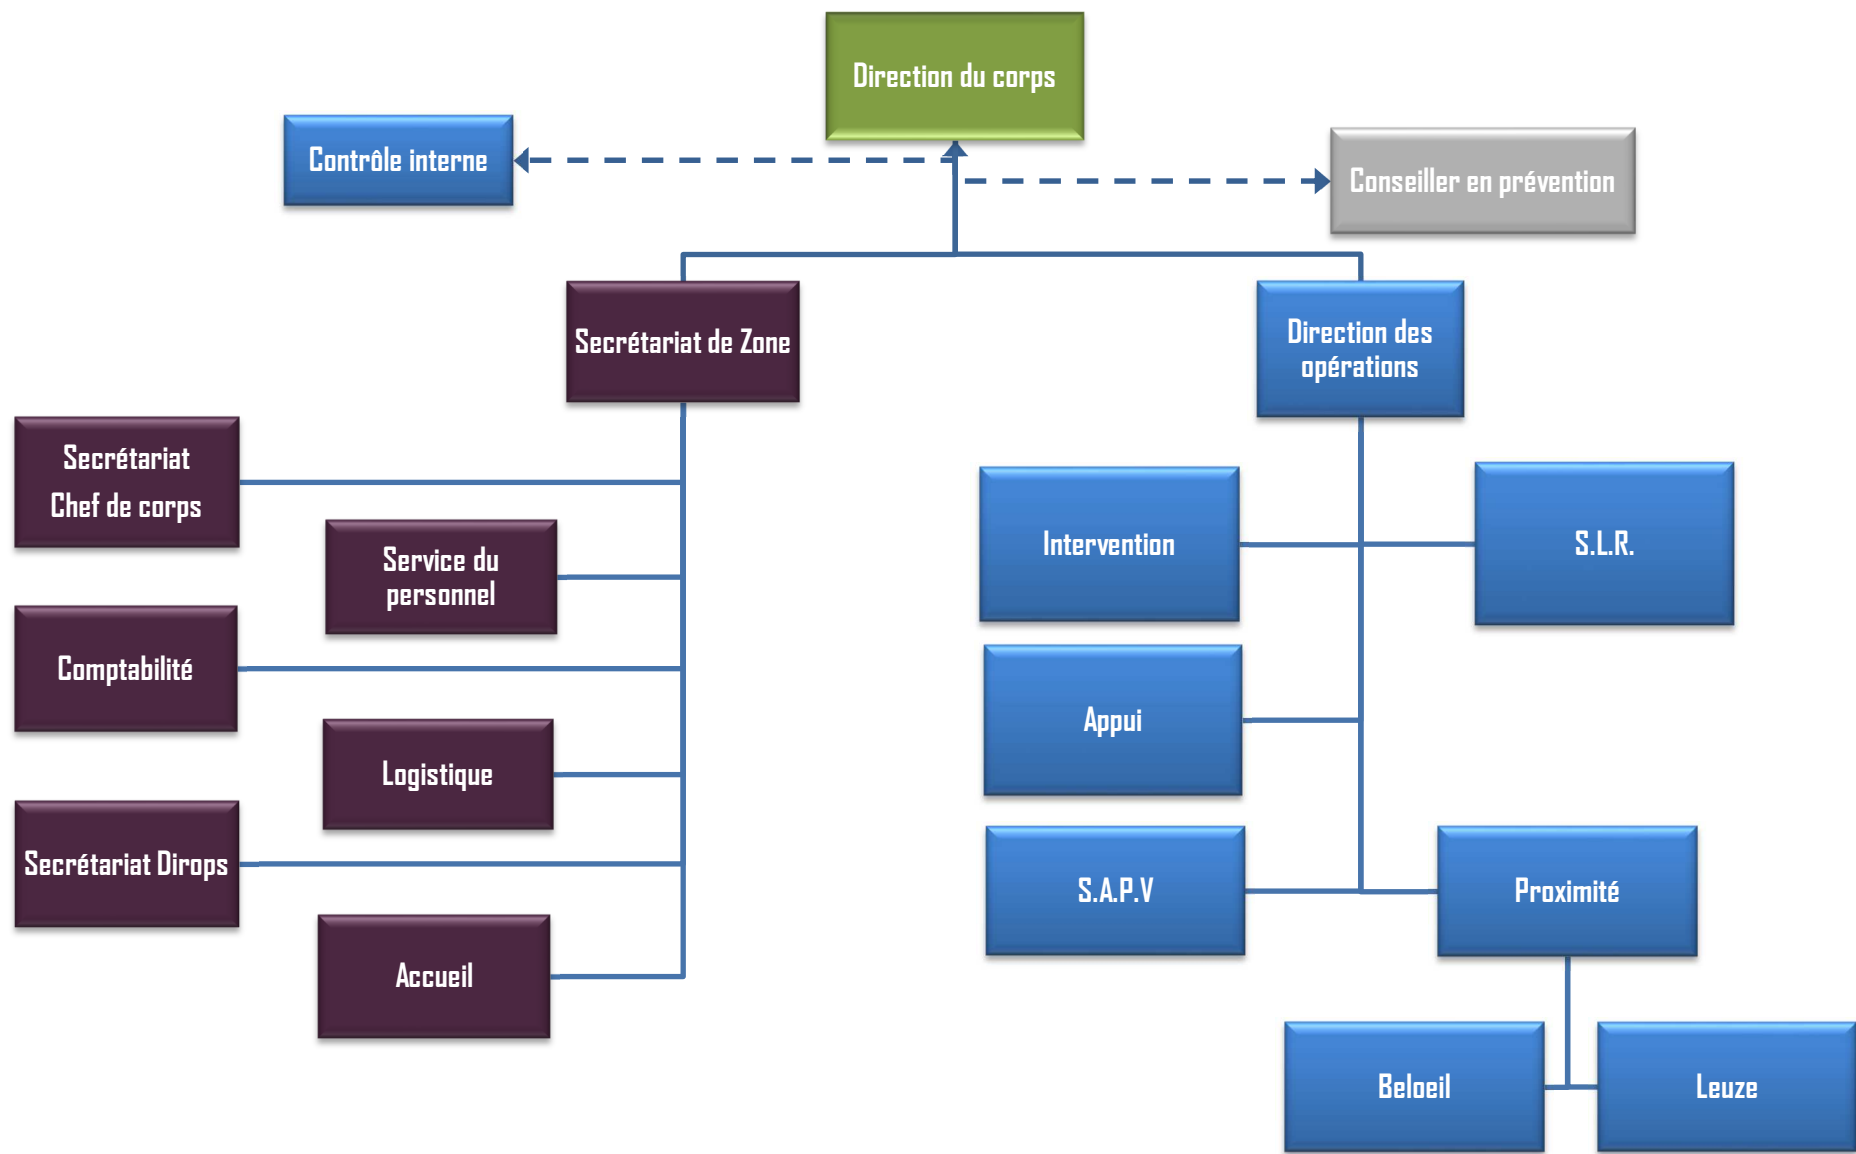 Direction du corps
Contrôle interne
Conseiller en prévention
Secrétariat de Zone
Direction des
opérations
Secrétariat
Chef de corps
Service du
personnel
Comptabilité
Logistique
Secrétariat Dirops
Accueil
Intervention
S.L.R.
Appui
S.A.P.V
Proximité
Beloeil
Leuze